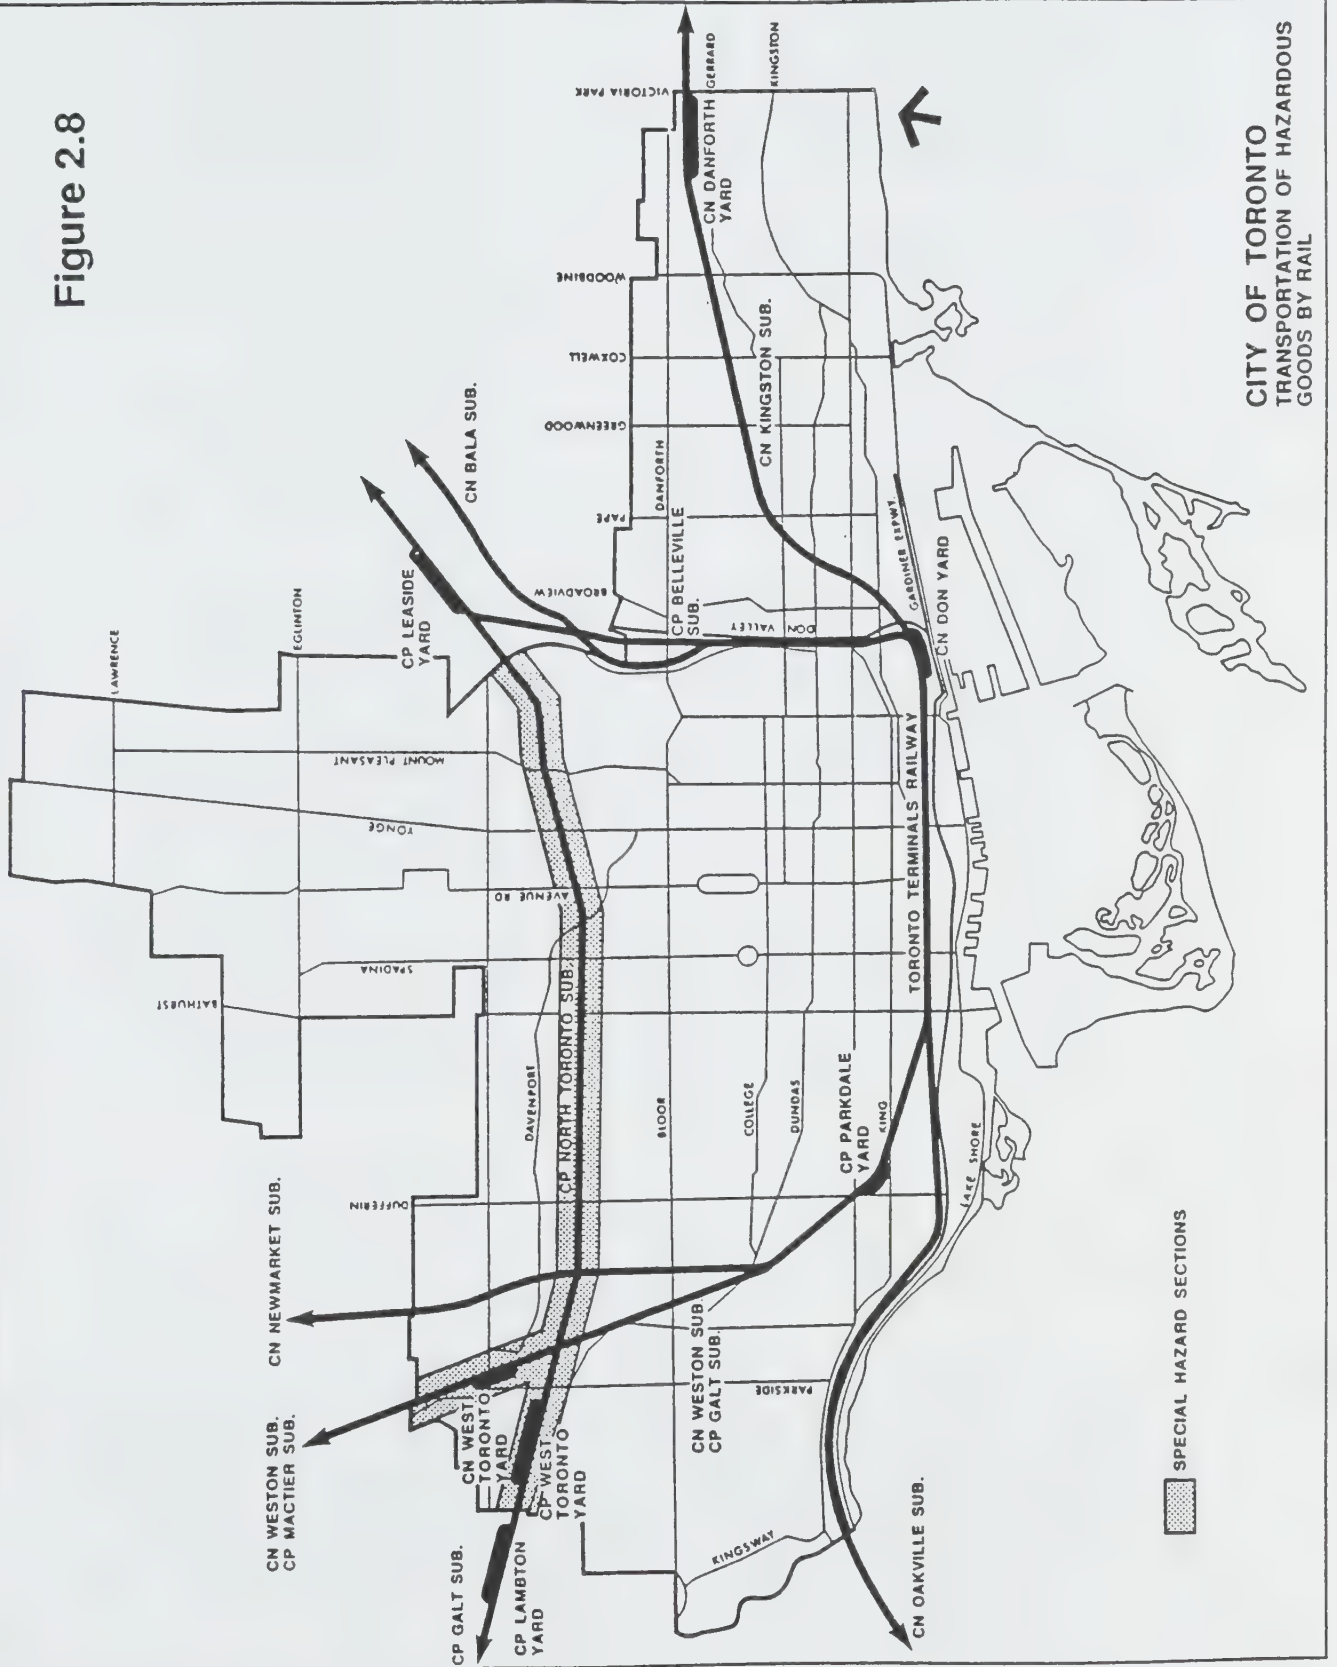 Figure 2.8
LAWRENCE
EGLINTON
MOUNT PLEASANT
YONGE
AVENUE RD
SPADINA
BATHURST
DAVENPORT
DUFFERIN
CP LEASIDE
YARD
CN BALA SUB.
CN NEWMARKET SUB.
CN WESTON SUB.
CP MACTIER SUB.
CP GALT SUB.
CP LAMBTON
YARD
CN WEST
TORONTO
YARD
CP WEST
TORONTO
YARD
CP NORTH TORONTO SUB.
BROADVIEW
PAPE
GREENWOOD
COXWELL
WOODBINE
VICTORIA PARK
DANFORTH
CP BELLEVILLE
SUB.
DON
VALLEY
CN DANFORTH
YARD
GERRARD
KINGSTON
CN KINGSTON SUB.
BLOOR
COLLEGE
DUNDAS
CP PARKDALE
YARD
KING
CN WESTON SUB.
CP GALT SUB.
PARKSIDE
KINGSWAY
TORONTO TERMINALS RAILWAY
GARDINER EXPWY.
CN DON YARD
LAKE SHORE
CN OAKVILLE SUB.
SPECIAL HAZARD SECTIONS
CITY OF TORONTO
TRANSPORTATION OF HAZARDOUS
GOODS BY RAIL